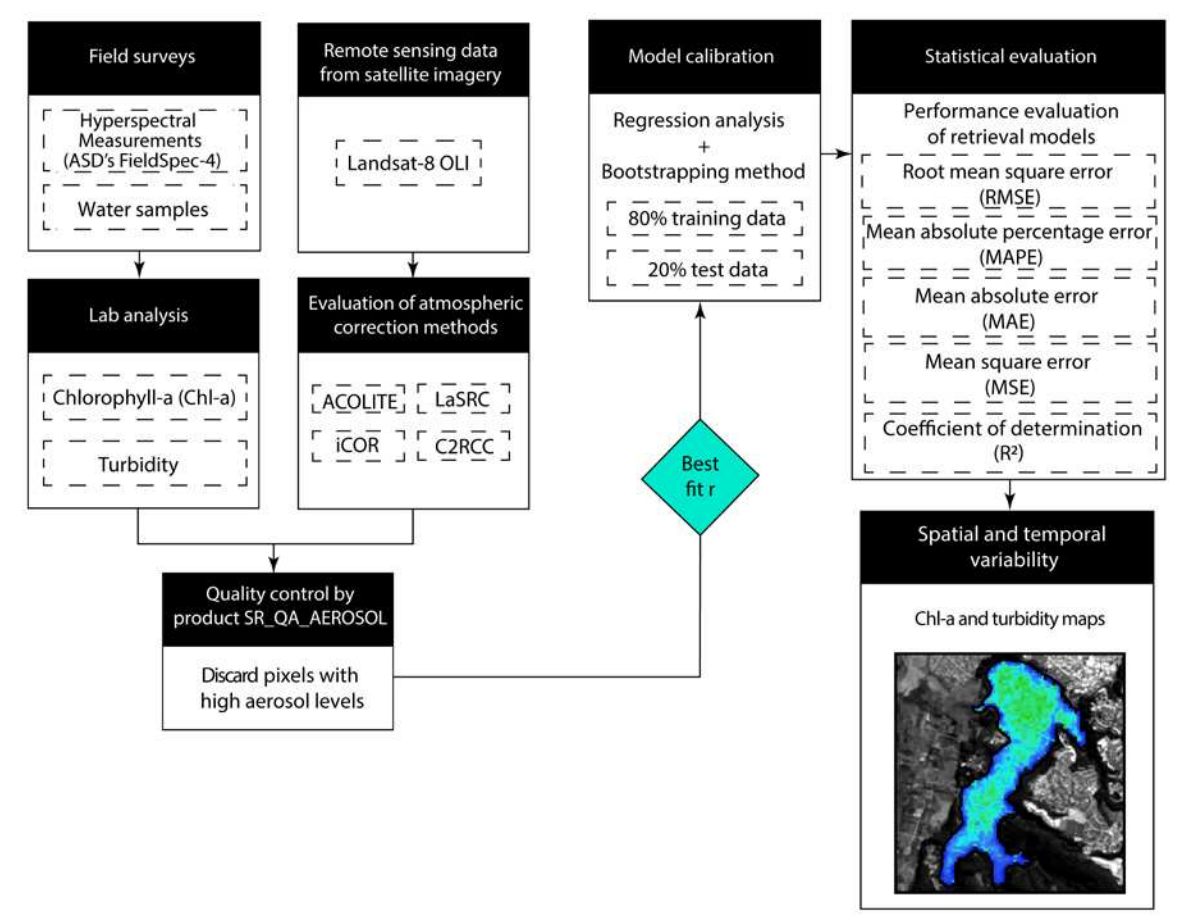 Field surveys
Hyperspectral
Measurements
(ASD's FieldSpec-4)
Water samples
Lab analysis
Chlorophyll-a (Chl-a)
Turbidity
Remote sensing data
from satellite imagery
Landsat-8 OLI
Evaluation of atmospheric
correction methods
ACOLITE
LaSRC
iCOR
C2RCC
Quality control by
product SR_QA_AEROSOL
Discard pixels with
high aerosol levels
Best
fit r
Model calibration
Regression analysis
+
Bootstrapping method
80% training data
20% test data
Statistical evaluation
Performance evaluation
of retrieval models
Root mean square error
(RMSE)
Mean absolute percentage error
(MAPE)
Mean absolute error
(MAE)
Mean square error
(MSE)
Coefficient of determination
(R²)
Spatial and temporal
variability
Chl-a and turbidity maps